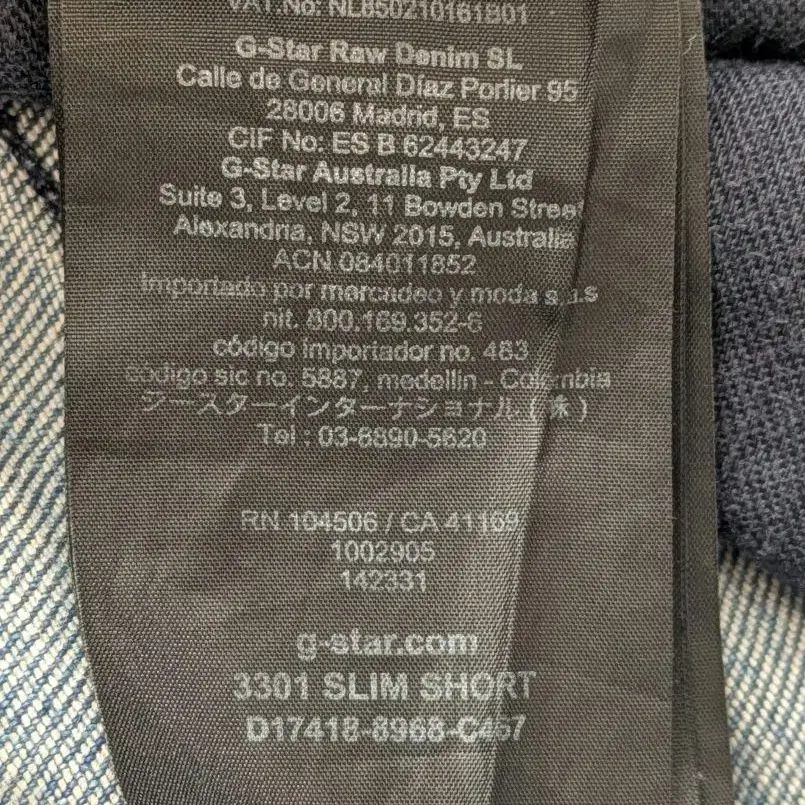 VAT.No: NL850210161B01
G-Star Raw Denim SL
Calle de General Díaz Porlier 95
28006 Madrid, ES
CIF No: ES B 62443247
G-Star Australia Pty Ltd
Suite 3, Level 2, 11 Bowden Street
Alexandria, NSW 2015, Australia
ACN 084011852
Importado por mercadeo y moda s.a.s
nit. 800.169.352-6
código importador no. 483
código sic no. 5887, medellin - Colombia
ジースターインターナショナル(株)
Tel : 03-6890-5620
RN 104506 / CA 41169
1002905
142331
g-star.com
3301 SLIM SHORT
D17418-8968-C467